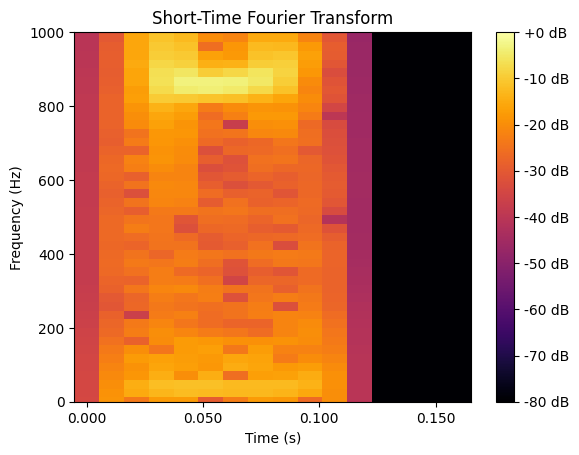 Short-Time Fourier Transform
1000
800
600
400
200
0
Frequency (Hz)
0.000
0.050
0.100
0.150
Time (s)
+0 dB
-10 dB
-20 dB
-30 dB
-40 dB
-50 dB
-60 dB
-70 dB
-80 dB